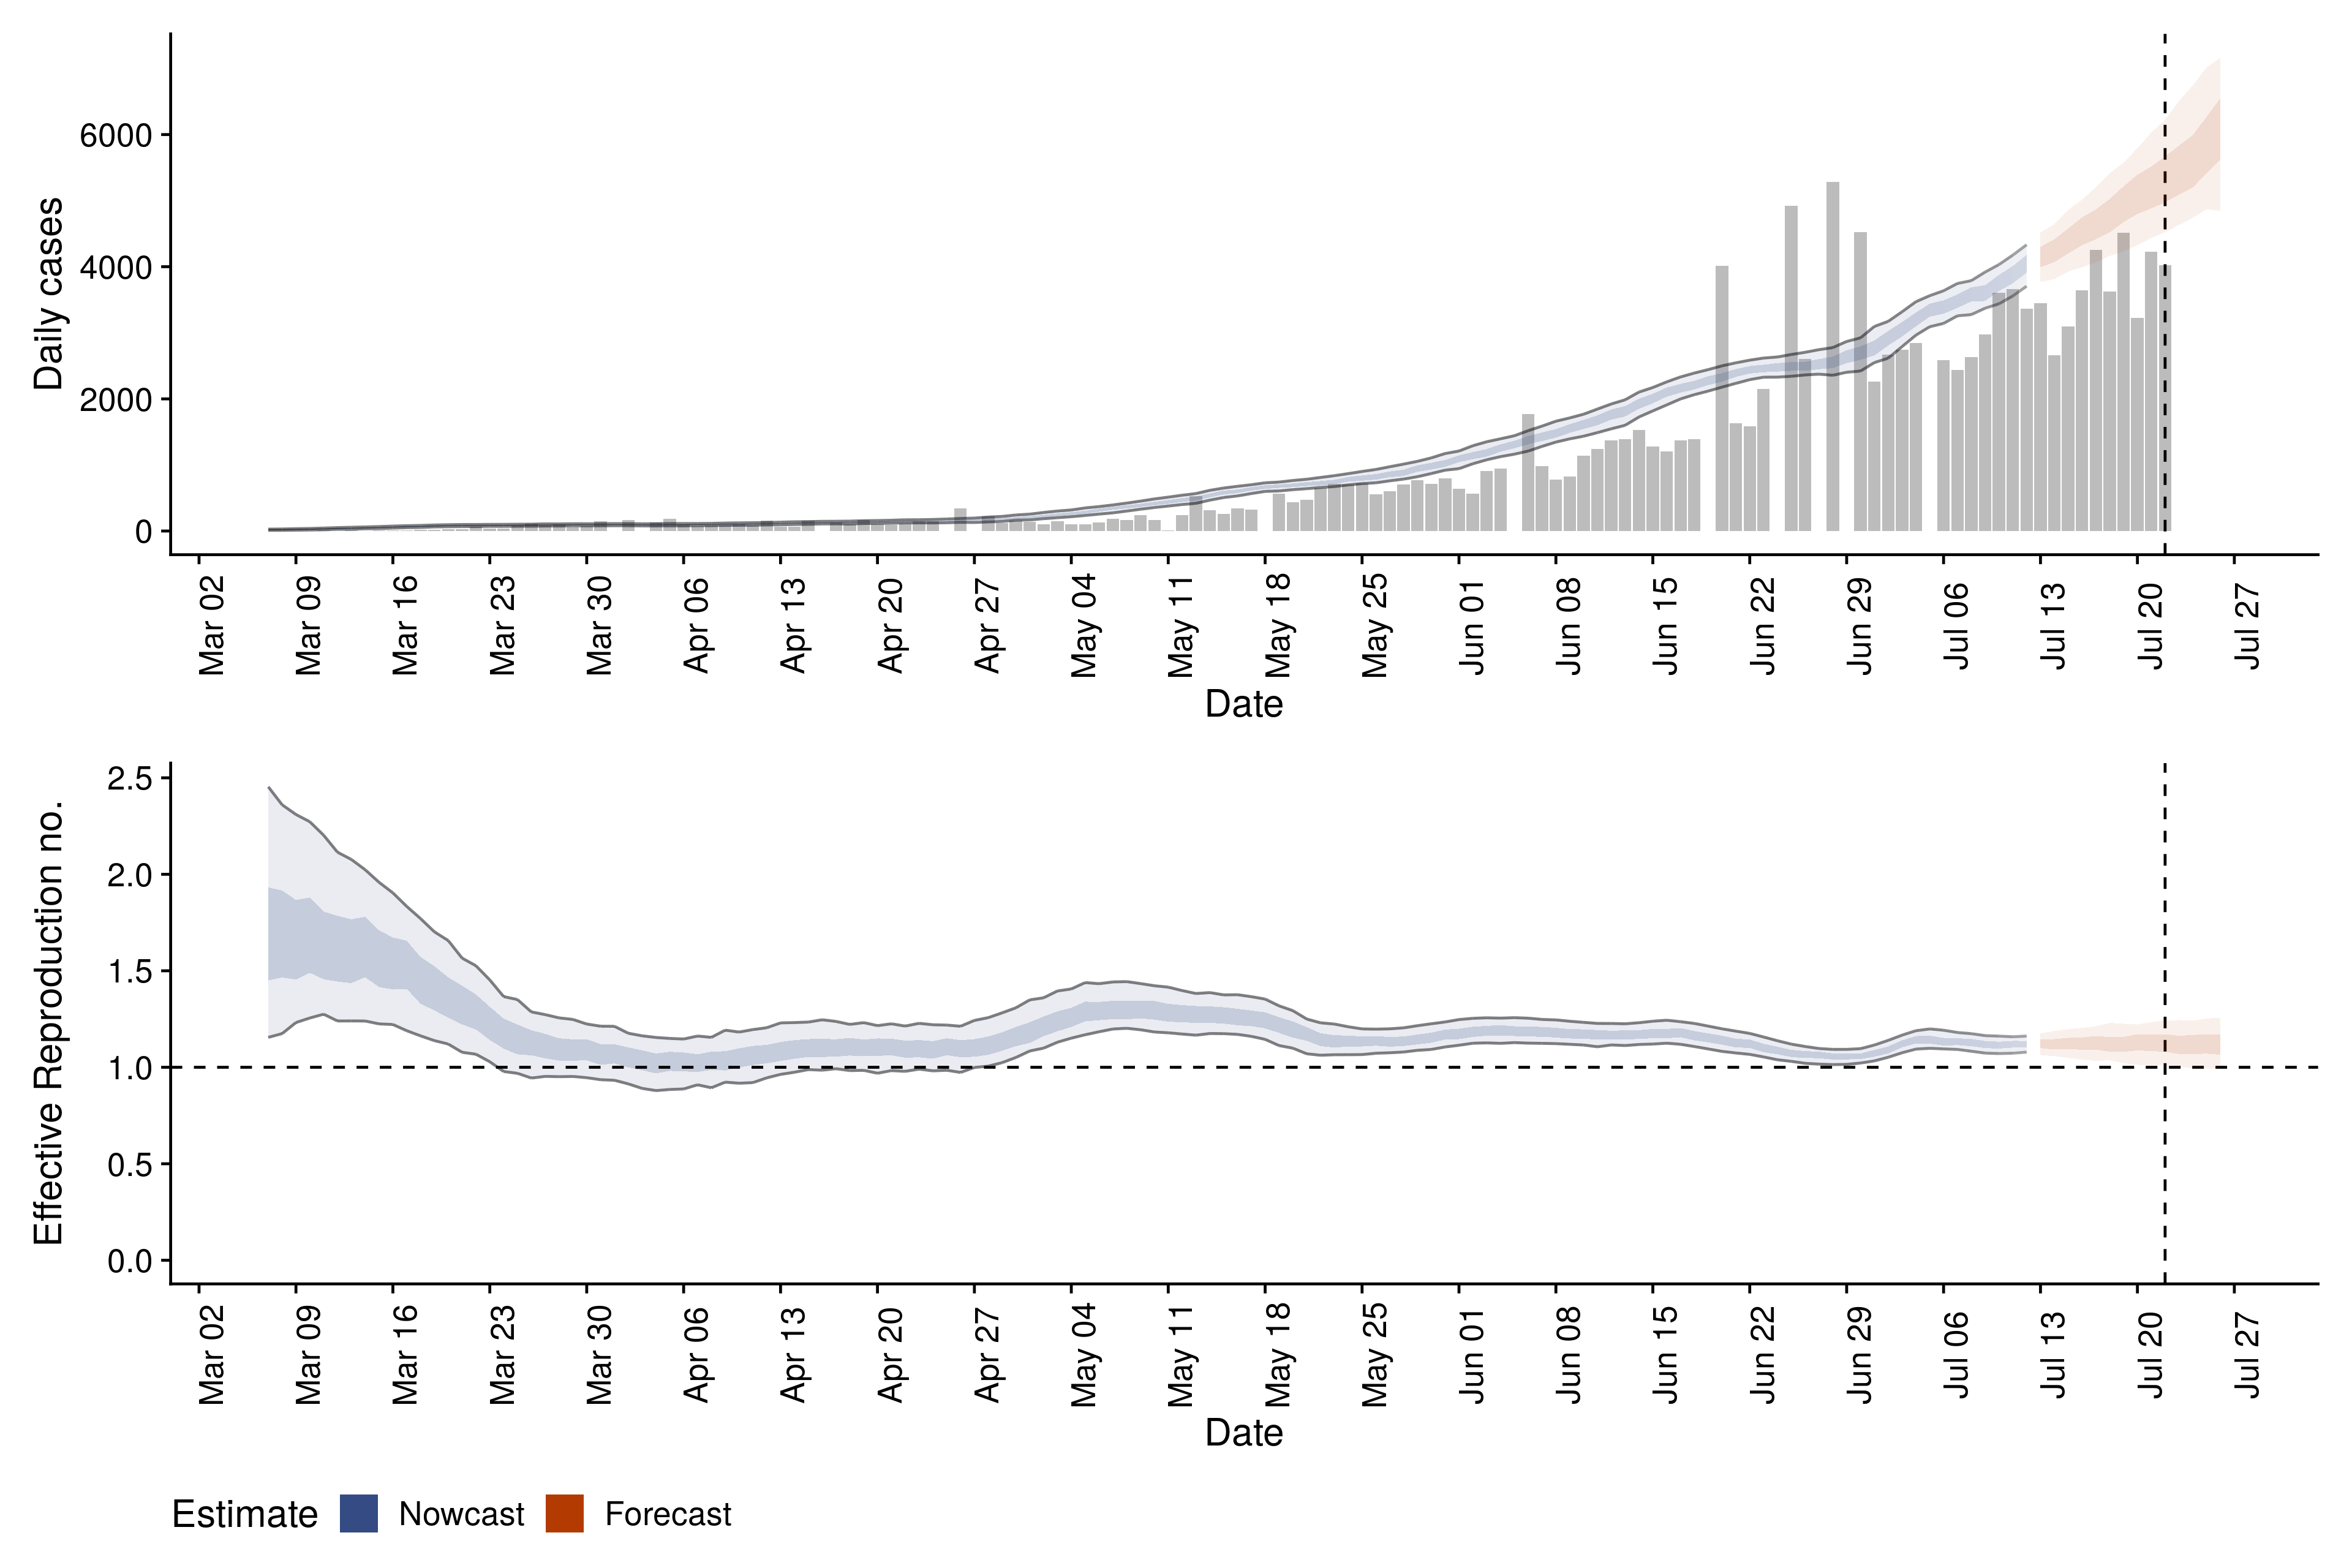 Daily cases
6000
4000
2000
0
Mar 02 Mar 09 Mar 16 Mar 23 Mar 30 Apr 06 Apr 13 Apr 20 Apr 27 May 04 May 11 May 18 May 25 Jun 01 Jun 08 Jun 15 Jun 22 Jun 29 Jul 06 Jul 13 Jul 20 Jul 27
Date
Effective Reproduction no.
2.5
2.0
1.5
1.0
0.5
0.0
Mar 02 Mar 09 Mar 16 Mar 23 Mar 30 Apr 06 Apr 13 Apr 20 Apr 27 May 04 May 11 May 18 May 25 Jun 01 Jun 08 Jun 15 Jun 22 Jun 29 Jul 06 Jul 13 Jul 20 Jul 27
Date
Estimate Nowcast Forecast